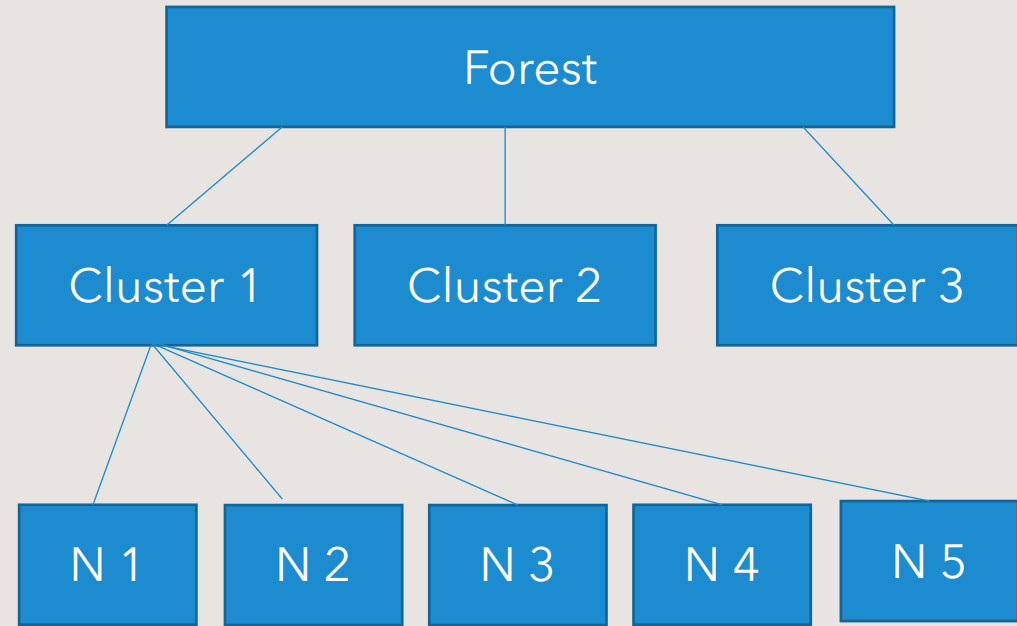 Forest
Cluster 1
Cluster 2
Cluster 3
N 1
N 2
N 3
N 4
N 5